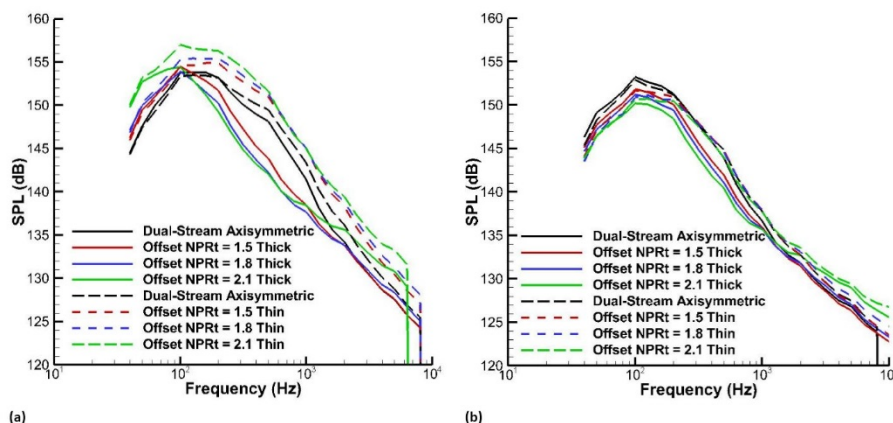 160
155
150
145
140
135
130
125
120
SPL (dB)
Dual-Stream Axisymmetric
Offset NPRt = 1.5 Thick
Offset NPRt = 1.8 Thick
Offset NPRt = 2.1 Thick
Dual-Stream Axisymmetric
Offset NPRt = 1.5 Thin
Offset NPRt = 1.8 Thin
Offset NPRt = 2.1 Thin
10¹ 10² 10³ 10⁴
Frequency (Hz)
(a)
160
155
150
145
140
135
130
125
120
SPL (dB)
Dual-Stream Axisymmetric
Offset NPRt = 1.5 Thick
Offset NPRt = 1.8 Thick
Offset NPRt = 2.1 Thick
Dual-Stream Axisymmetric
Offset NPRt = 1.5 Thin
Offset NPRt = 1.8 Thin
Offset NPRt = 2.1 Thin
10¹ 10² 10³ 10⁴
Frequency (Hz)
(b)